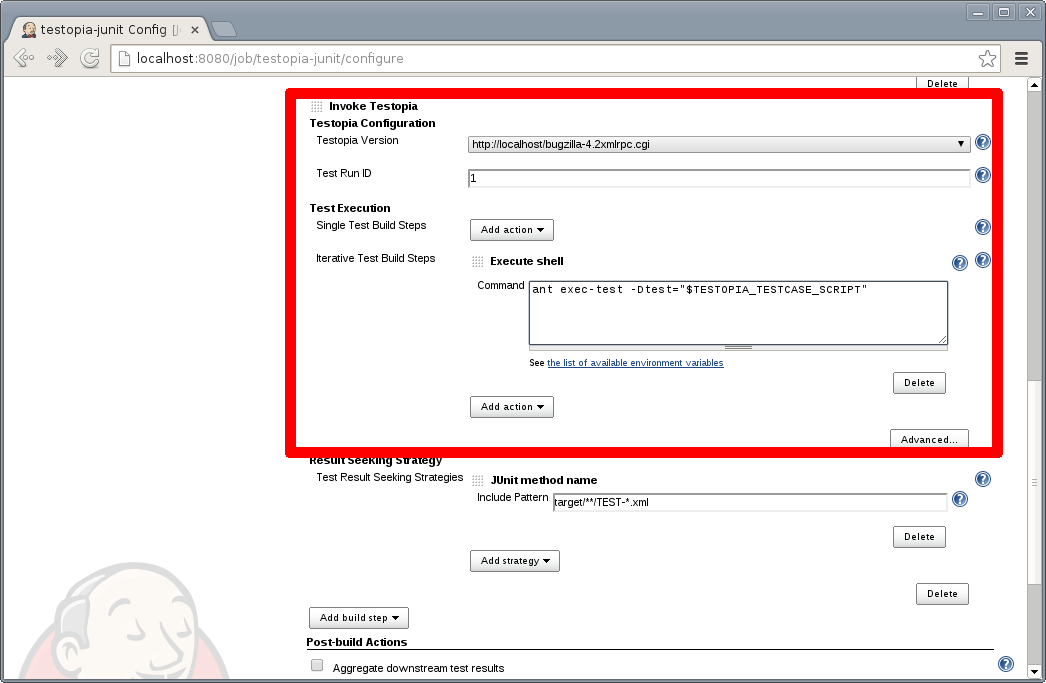 testopia-junit Config [J
localhost:8080/job/testopia-junit/configure
Delete
Invoke Testopia
Testopia Configuration
Testopia Version
http://localhost/bugzilla-4.2xmlrpc.cgi
Test Run ID
1
Test Execution
Single Test Build Steps
Add action
Iterative Test Build Steps
Execute shell
Command
ant exec-test -Dtest="$TESTOPIA_TESTCASE_SCRIPT"
See the list of available environment variables
Delete
Add action
Advanced...
Result Seeking Strategy
Test Result Seeking Strategies
JUnit method name
Include Pattern
target/**/TEST-*.xml
Delete
Add strategy
Delete
Add build step
Post-build Actions
Aggregate downstream test results